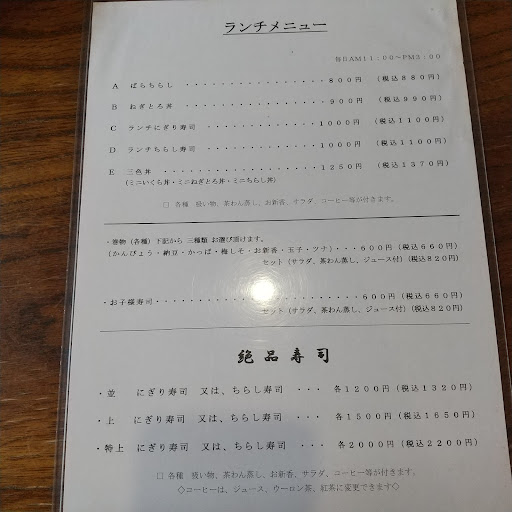 ランチメニュー
毎日AM11:00〜PM2:00
A ばらちらし ・・・・・・・・・・・・・・・・ 800円 (税込880円)
B ねぎとろ丼 ・・・・・・・・・・・・・・・・ 900円 (税込990円)
C ランチにぎり寿司 ・・・・・・・・・・・・・ 1000円 (税込1100円)
D ランチちらし寿司 ・・・・・・・・・・・・・ 1000円 (税込1100円)
E 三色丼・・・・・・・・・・・・・・・・・・ 1250円 (税込1370円)
(ミニいくら丼・ミニねぎとろ丼・ミニちらし丼)
□ 各種 吸い物、茶わん蒸し、お新香、サラダ、コーヒー等が付きます。
・巻物(各種)下記から 三種類 お選び頂けます。
(かんぴょう・納豆・かっぱ・梅しそ・お新香・玉子・ツナ)・・・600円(税込660円)
セット(サラダ、茶わん蒸し、ジュース付)(税込820円)
・お子様寿司・・・・・・・・・・・・・・・・・・・・・600円(税込660円)
セット(サラダ、茶わん蒸し、ジュース付)(税込820円)
絶品寿司
・並 にぎり寿司 又は、ちらし寿司 ・・・ 各1200円(税込1320円)
・上 にぎり寿司 又は、ちらし寿司 ・・・ 各1500円(税込1650円)
・特上 にぎり寿司 又は、ちらし寿司 ・・・ 各2000円(税込2200円)
□ 各種 吸い物、茶わん蒸し、お新香、サラダ、コーヒー等が付きます。
◇コーヒーは、ジュース、ウーロン茶、紅茶に変更できます◇